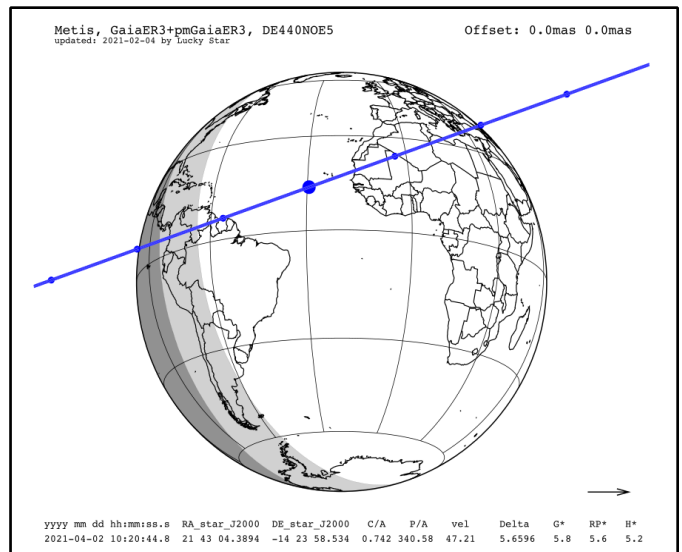 Metis, GaiaER3+pmGaiaER3, DE440NOE5 Offset: 0.0mas 0.0mas
updated: 2021-02-04 by Lucky Star
yyyy mm dd hh:mm:ss.s RA_star_J2000 DE_star_J2000 C/A P/A vel Delta G* RP* H*
2021-04-02 10:20:44.8 21 43 04.3894 -14 23 58.534 0.742 340.58 47.21 5.6596 5.8 5.6 5.2